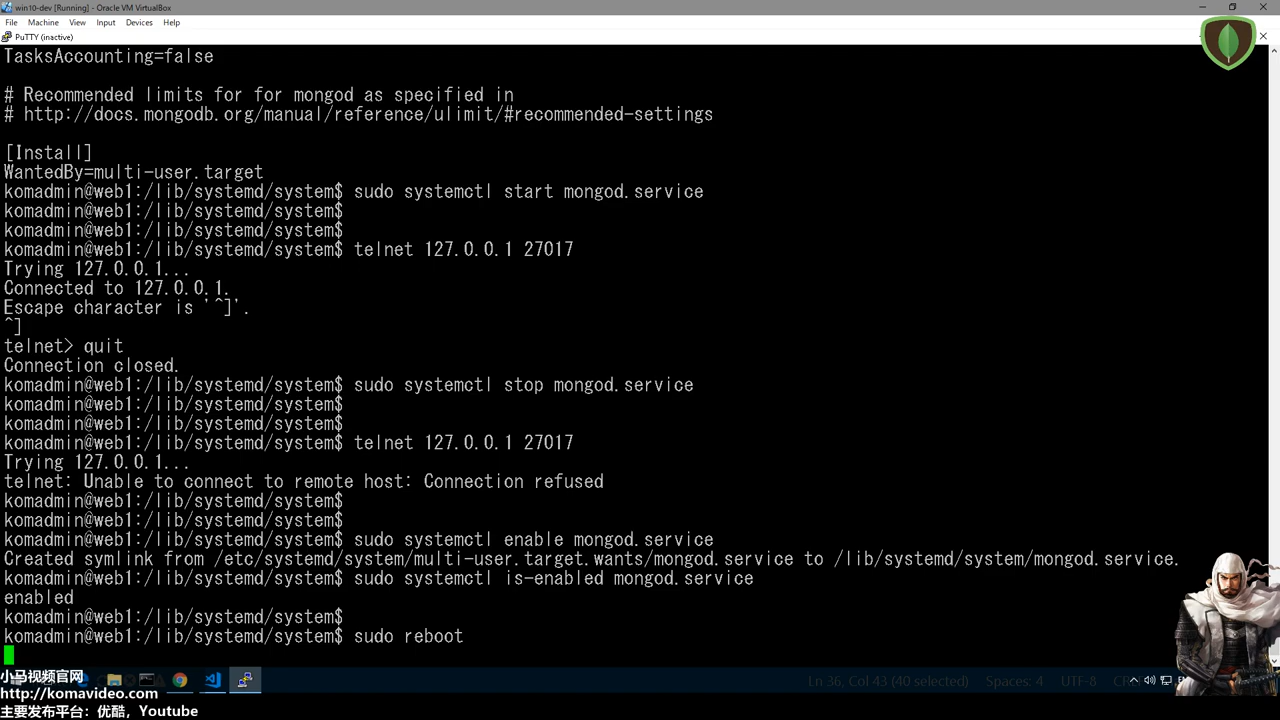 win10-dev [Running] - Oracle VM VirtualBox
File Machine View Input Devices Help
PuTTY (inactive)
TasksAccounting=false
# Recommended limits for for mongod as specified in
# http://docs.mongodb.org/manual/reference/ulimit/#recommended-settings
[Install]
WantedBy=multi-user.target
komadmin@web1:/lib/systemd/system$ sudo systemctl start mongod.service
komadmin@web1:/lib/systemd/system$
komadmin@web1:/lib/systemd/system$
komadmin@web1:/lib/systemd/system$ telnet 127.0.0.1 27017
Trying 127.0.0.1...
Connected to 127.0.0.1.
Escape character is '^]'.
^]
telnet> quit
Connection closed.
komadmin@web1:/lib/systemd/system$ sudo systemctl stop mongod.service
komadmin@web1:/lib/systemd/system$
komadmin@web1:/lib/systemd/system$
komadmin@web1:/lib/systemd/system$ telnet 127.0.0.1 27017
Trying 127.0.0.1...
telnet: Unable to connect to remote host: Connection refused
komadmin@web1:/lib/systemd/system$
komadmin@web1:/lib/systemd/system$
komadmin@web1:/lib/systemd/system$ sudo systemctl enable mongod.service
Created symlink from /etc/systemd/system/multi-user.target.wants/mongod.service to /lib/systemd/system/mongod.service.
komadmin@web1:/lib/systemd/system$ sudo systemctl is-enabled mongod.service
enabled
komadmin@web1:/lib/systemd/system$
komadmin@web1:/lib/systemd/system$ sudo reboot
Ln 36, Col 43 (40 selected) Spaces: 4 UTF-8
小马视频官网
http://komavideo.com
主要发布平台：优酷，Youtube